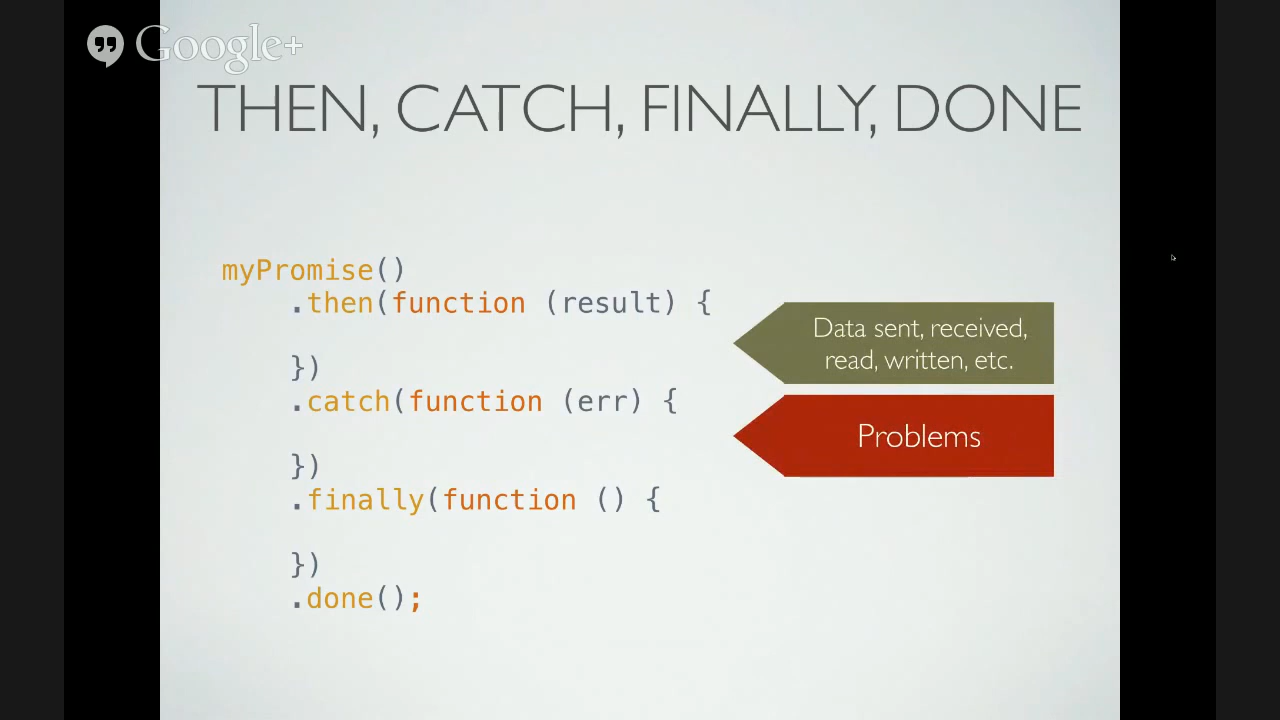 Google+
THEN, CATCH, FINALLY, DONE
myPromise()
.then(function (result) {
Data sent, received,
read, written, etc.
})
.catch(function (err) {
Problems
})
.finally(function () {
})
.done();